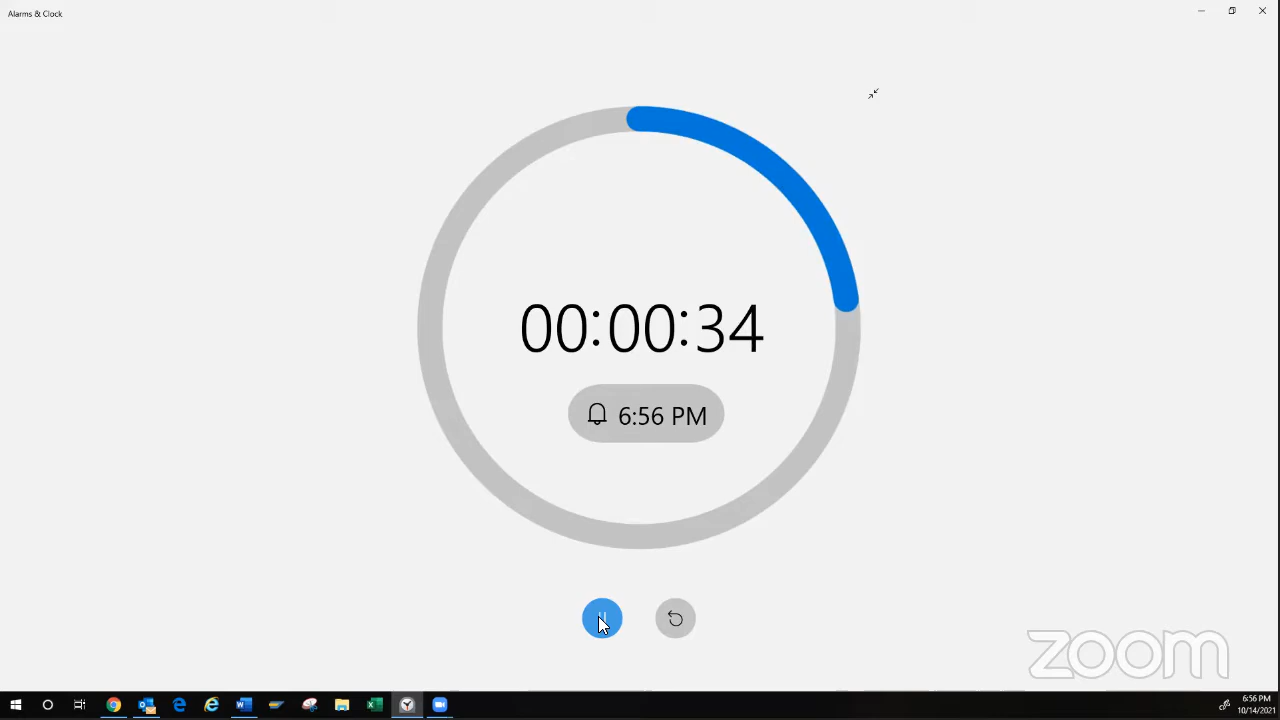 Alarms & Clock
00:00:34
6:56 PM
zoom
6:56 PM
10/14/2021